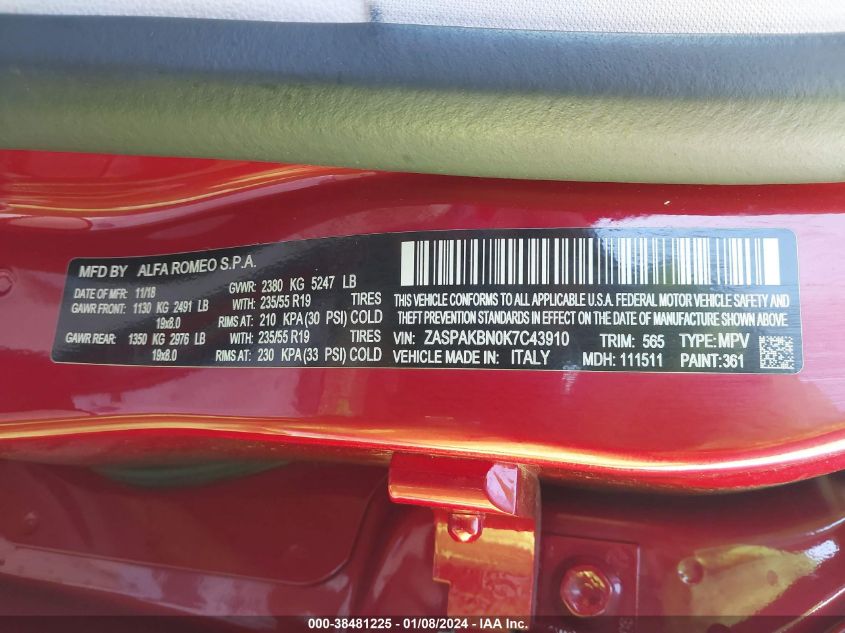 MFD BY ALFA ROMEO S.P.A.
DATE OF MFR: 11/18 GVWR: 2380 KG 5247 LB
GAWR FRONT: 1130 KG 2491 LB WITH: 235/55 R19 TIRES
19x8.0 RIMS AT: 210 KPA (30 PSI) COLD
GAWR REAR: 1350 KG 2976 LB WITH: 235/55 R19 TIRES
19x8.0 RIMS AT: 230 KPA (33 PSI) COLD
THIS VEHICLE CONFORMS TO ALL APPLICABLE U.S.A. FEDERAL MOTOR VEHICLE SAFETY AND
THEFT PREVENTION STANDARDS IN EFFECT ON THE DATE OF MANUFACTURE SHOWN ABOVE.
VIN: ZASPAKBN0K7C43910 TRIM: 565 TYPE: MPV
VEHICLE MADE IN: ITALY MDH: 111511 PAINT: 361
000-38481225 - 01/08/2024 - IAA Inc.